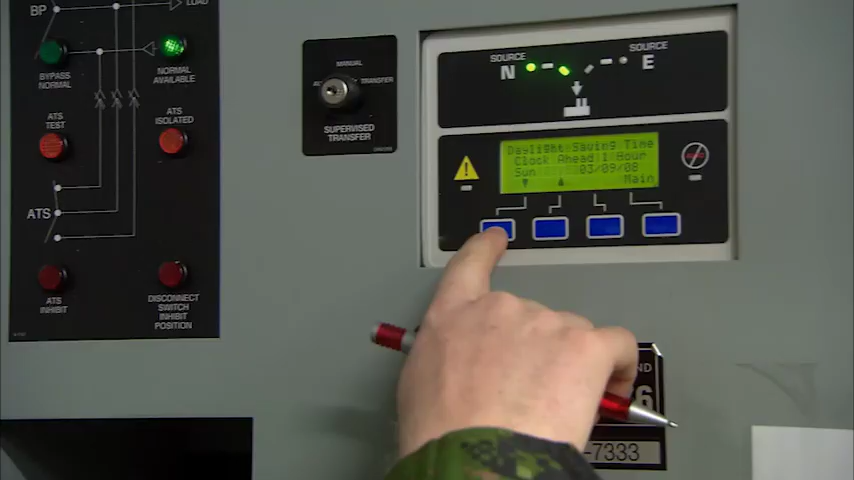 BP
LOAD
BYPASS
NORMAL
NORMAL
AVAILABLE
ATS
TEST
ATS
ISOLATED
ATS
ATS
INHIBIT
DISCONNECT
SWITCH
INHIBIT
POSITION
MANUAL
TRANSFER
SUPERVISED
TRANSFER
SOURCE
N
SOURCE
E
Daylight Saving Time
Clock Ahead 1 Hour
Sun 03/09/08
Main
-7333